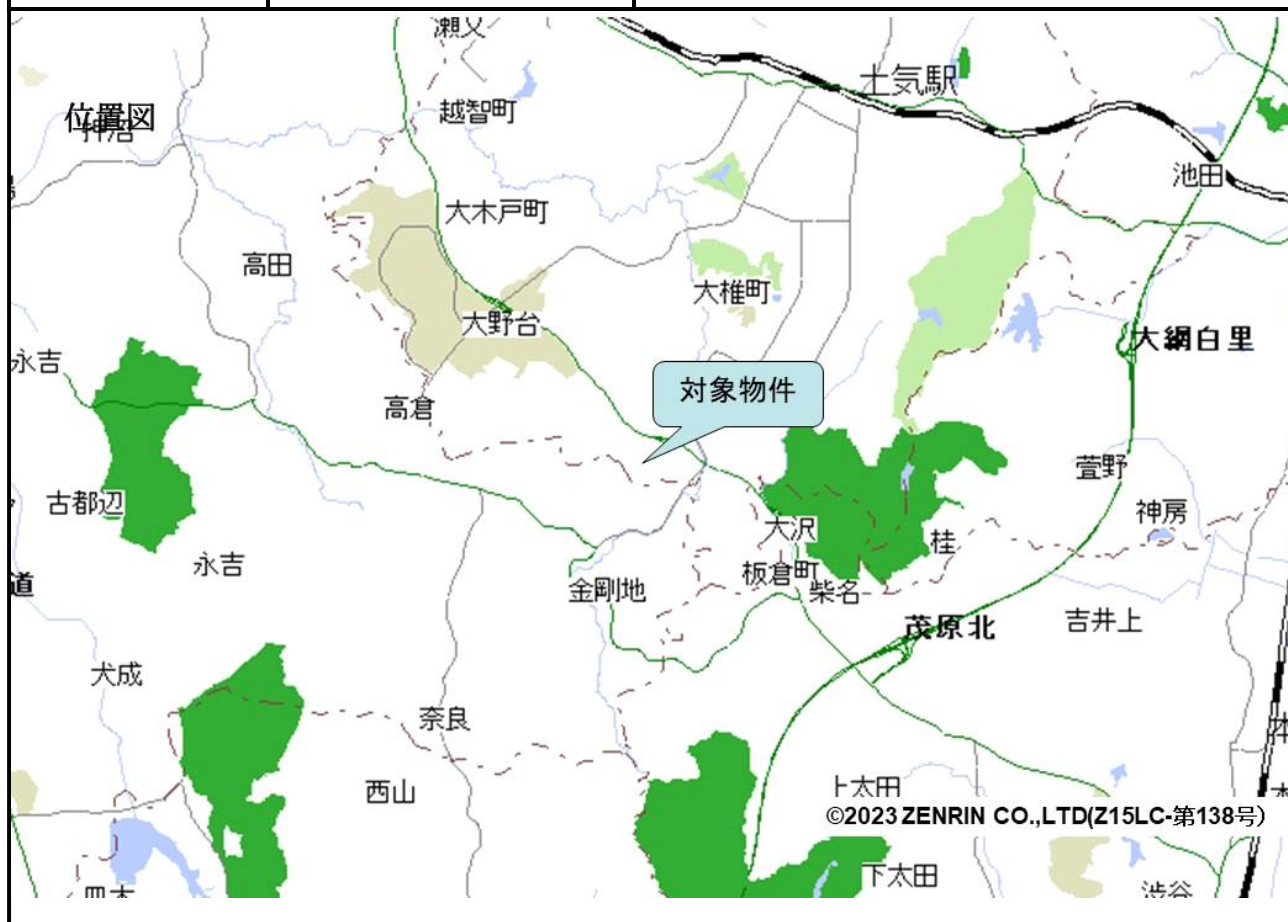 瀬又
土気駅
位置図
押沼
越智町
池田
大木戸町
高田
大椎町
大野台
大網白里
永吉
対象物件
高倉
萱野
古都辺
神房
大沢
桂
永吉
板倉町
道
金剛地
柴名
茂原北
吉井上
犬成
奈良
西山
上太田
©2023 ZENRIN CO.,LTD(Z15LC-第138号)
下太田
渋谷